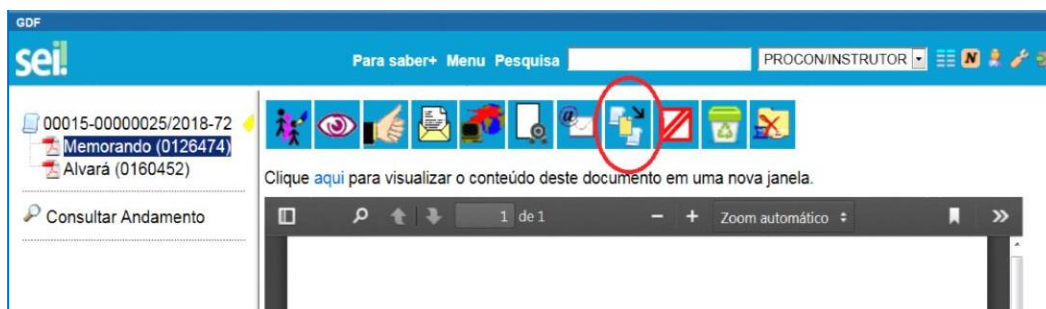 GDF
sei!
Para saber+ Menu Pesquisa
PROCON/INSTRUTOR
N
00015-00000025/2018-72
Memorando (0126474)
Alvará (0160452)
Consultar Andamento
@
Clique aqui para visualizar o conteúdo deste documento em uma nova janela.
1 de 1
− + Zoom automático